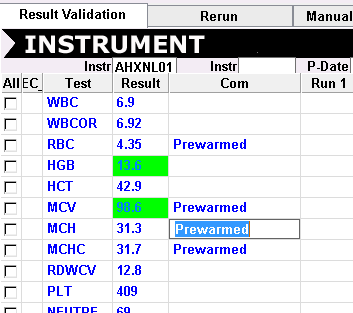 Result Validation Rerun Manual
INSTRUMENT
Instr AHXNL01 Instr P-Date
All EC_ Test Result Com Run 1
WBC 6.9
WBCOR 6.92
RBC 4.35 Prewarmed
HGB 13.6
HCT 42.9
MCV 98.6 Prewarmed
MCH 31.3 Prewarmed
MCHC 31.7 Prewarmed
RDWCV 12.8
PLT 409
NEUTRF 69